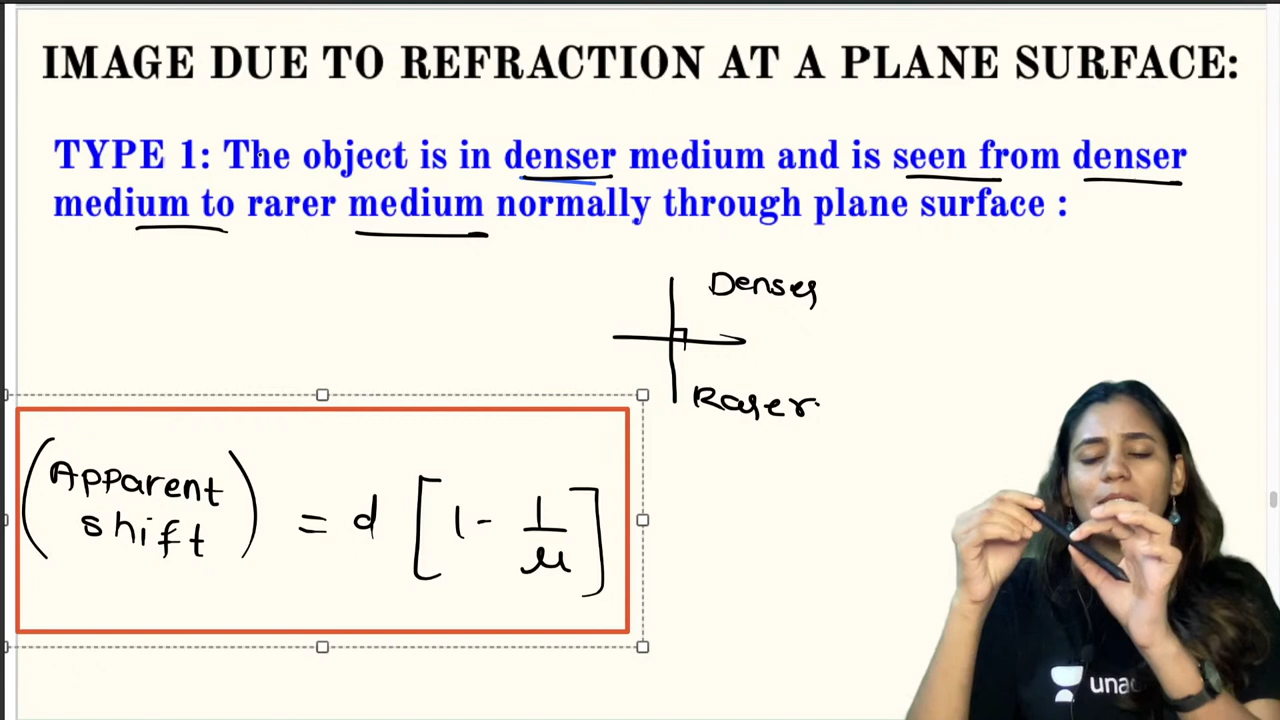 IMAGE DUE TO REFRACTION AT A PLANE SURFACE:
TYPE 1: The object is in denser medium and is seen from denser
medium to rarer medium normally through plane surface :
Denser
Rarer
(Apparent shift) = d [1 - 1/μ]
una